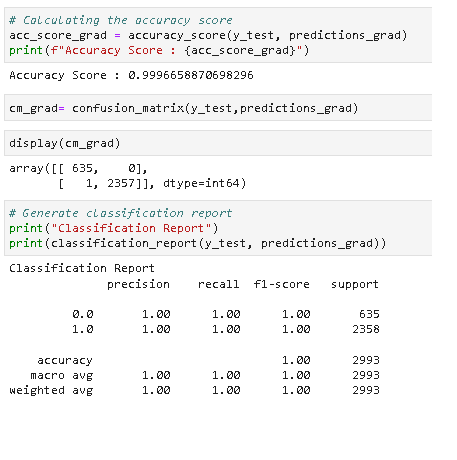 # Calculating the accuracy score
acc_score_grad = accuracy_score(y_test, predictions_grad)
print(f"Accuracy Score : {acc_score_grad}")
Accuracy Score : 0.9996658870698296
cm_grad= confusion_matrix(y_test,predictions_grad)
display(cm_grad)
array([[ 635,    0],
       [   1, 2357]], dtype=int64)
# Generate classification report
print("Classification Report")
print(classification_report(y_test, predictions_grad))
Classification Report
              precision    recall  f1-score   support
         0.0       1.00      1.00      1.00       635
         1.0       1.00      1.00      1.00      2358
    accuracy                           1.00      2993
   macro avg       1.00      1.00      1.00      2993
weighted avg       1.00      1.00      1.00      2993